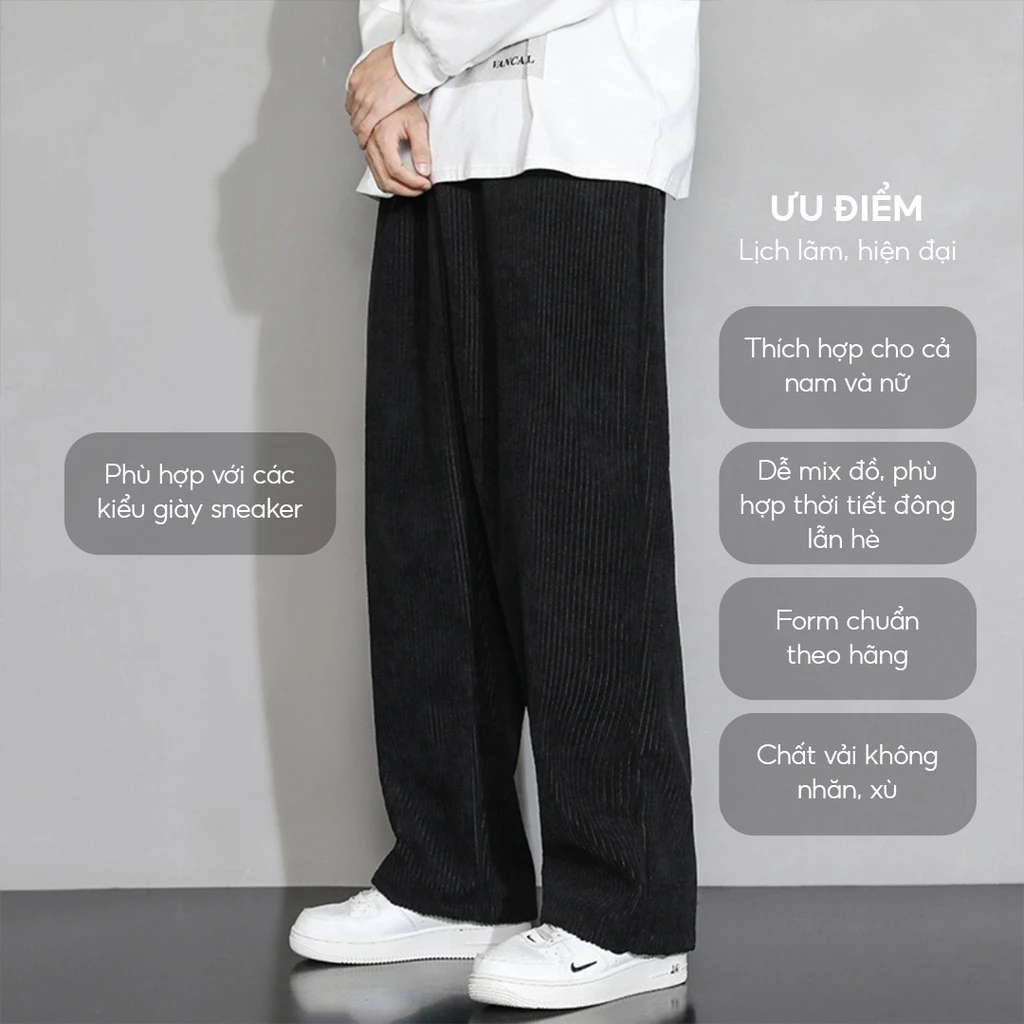 VANCAL
ƯU ĐIỂM
Lịch lãm, hiện đại
Thích hợp cho cả
nam và nữ
Phù hợp với các
kiểu giày sneaker
Dễ mix đồ, phù
hợp thời tiết đông
lẫn hè
Form chuẩn
theo hãng
Chất vải không
nhăn, xù